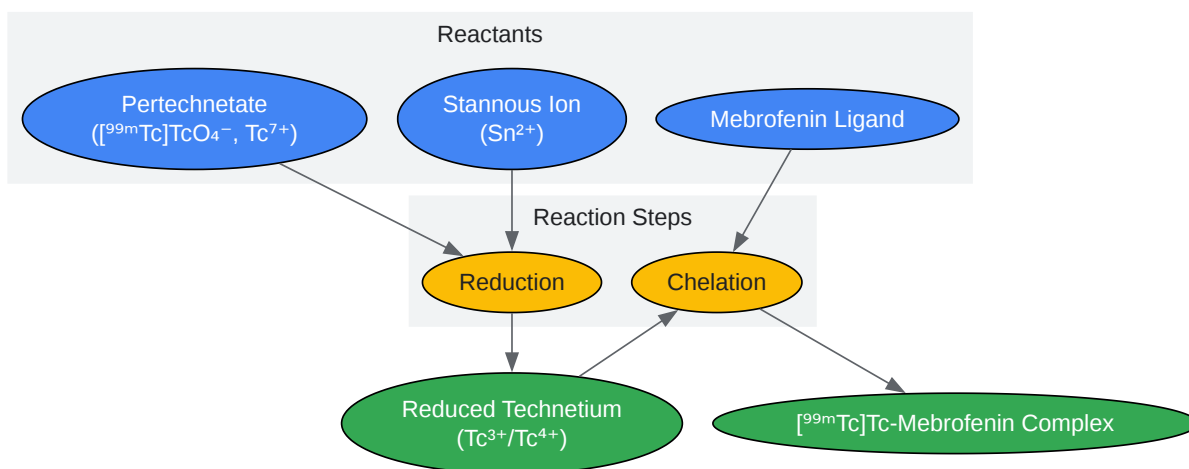 Reactants
Pertechnetate
([⁹⁹ᵐTc]TcO₄⁻, Tc⁷⁺)
Stannous Ion
(Sn²⁺)
Mebrofenin Ligand
Reaction Steps
Reduction
Chelation
Reduced Technetium
(Tc³⁺/Tc⁴⁺)
[⁹⁹ᵐTc]Tc-Mebrofenin Complex